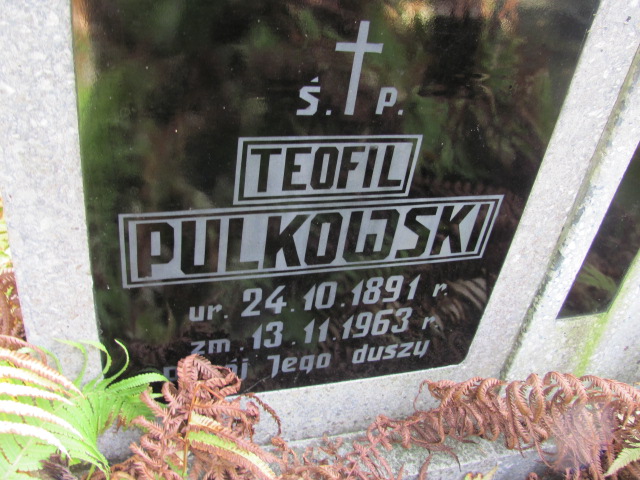 Ś. P.
TEOFIL
PULKOWSKI
ur. 24.10.1891 r.
zm. 13.11.1963 r.
Jego duszy